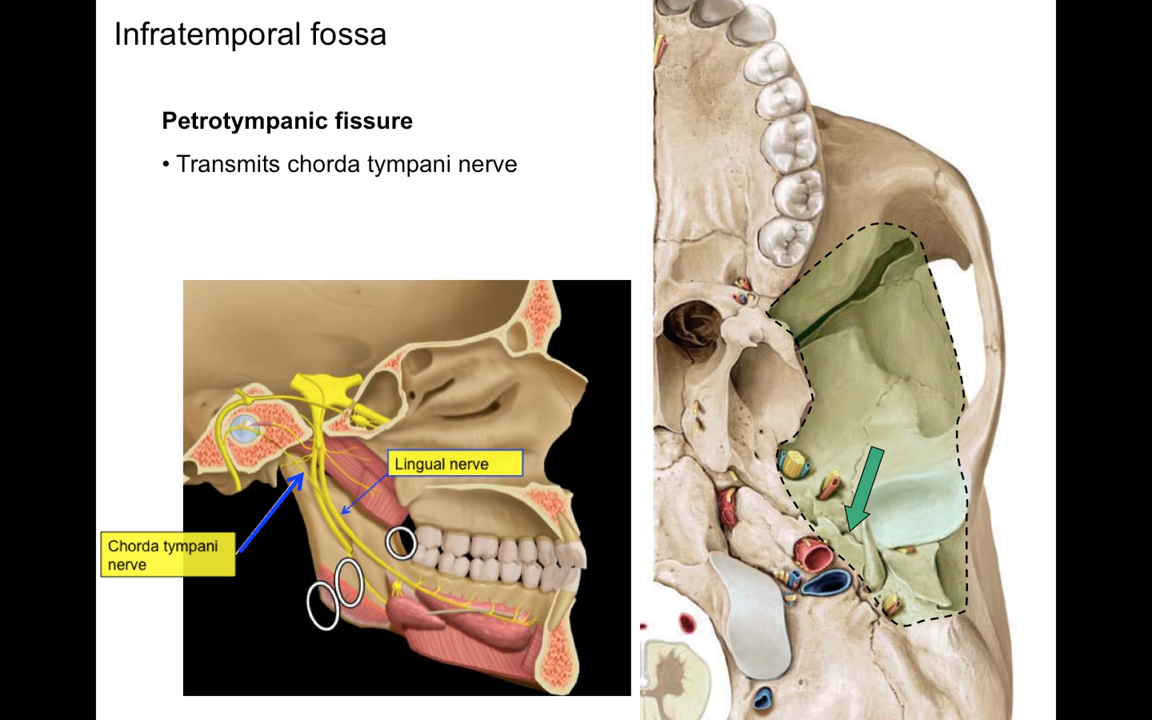 Infratemporal fossa
Petrotympanic fissure
• Transmits chorda tympani nerve
Lingual nerve
Chorda tympani
nerve